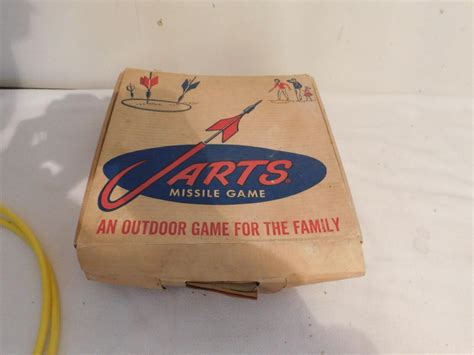 JARTS®
MISSILE GAME
AN OUTDOOR GAME FOR THE FAMILY